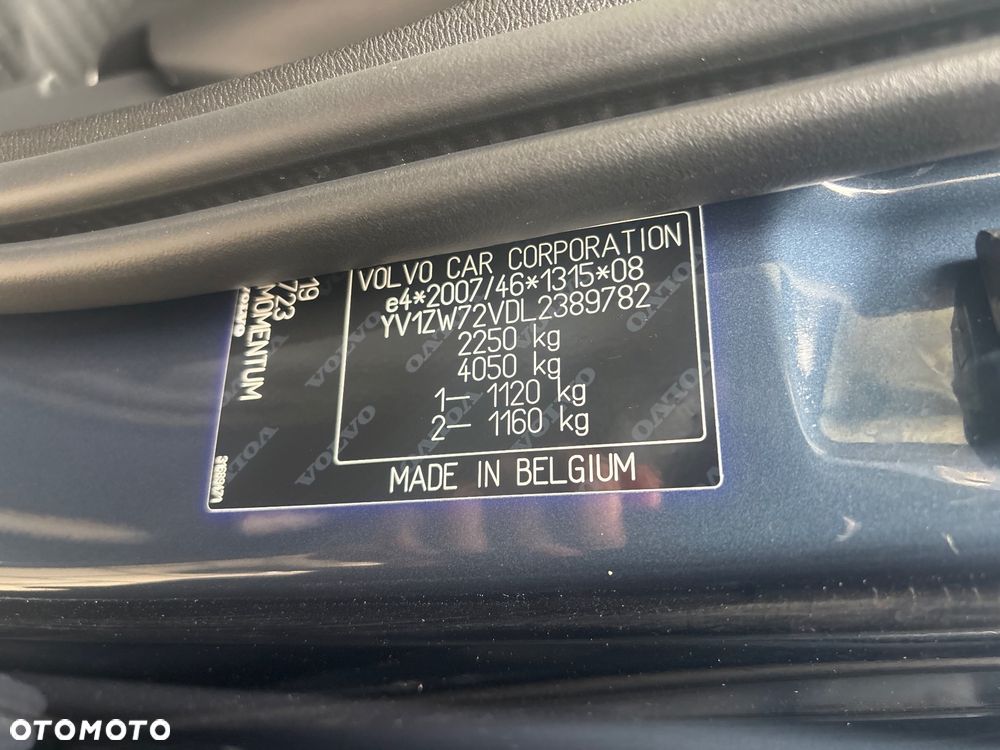 VOLVO CAR CORPORATION
e4*2007/46*1315*08
YV1ZW72VDL2389782
2250 kg
4050 kg
1— 1120 kg
2— 1160 kg
MADE IN BELGIUM
19
723
MOMENTUM
OTOMOTO